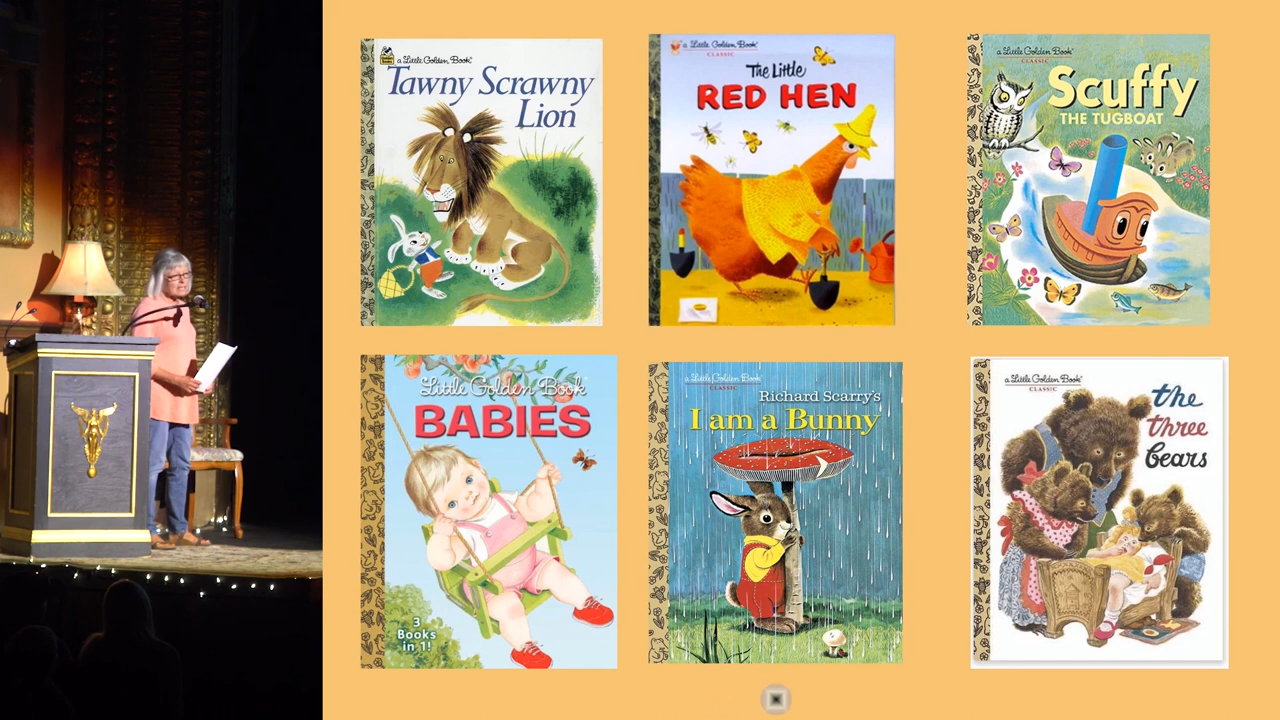 a Little Golden Book®
Tawny Scrawny
Lion
a Little Golden Book®
CLASSIC
The Little
RED HEN
a Little Golden Book®
CLASSIC
Scuffy
THE TUGBOAT
Little Golden Book®
BABIES
3
Books
in 1!
a Little Golden Book®
CLASSIC
Richard Scarry's
I am a Bunny
a Little Golden Book®
CLASSIC
the
three
bears